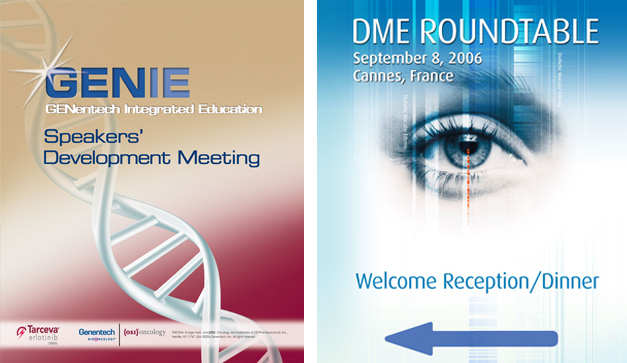 GENIE
GENentech Integrated Education
Speakers'
Development Meeting
Tarceva
erlotinib
Genentech
BIOONCOLOGY
(osi) oncology
DME ROUNDTABLE
September 8, 2006
Cannes, France
Welcome Reception/Dinner